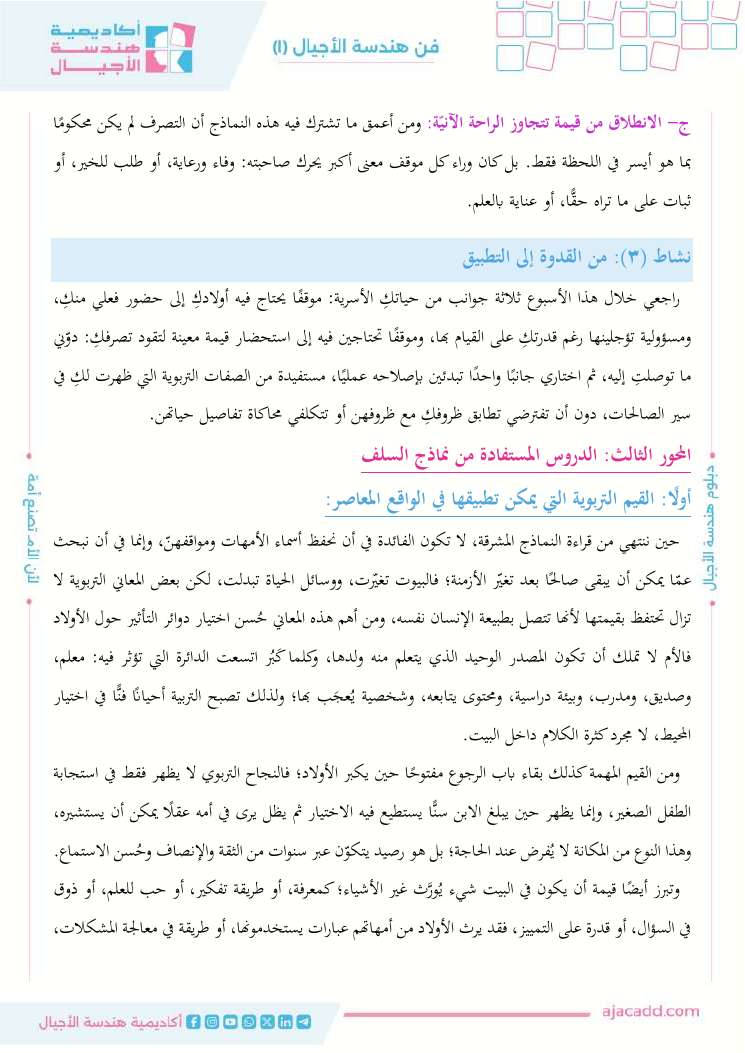 أكاديمية
هندسة
الأجيال
فن هندسة الأجيال (١)
ج- الانطلاق من قيمة تتجاوز الراحة الآنيّة: ومن أعمق ما تشترك فيه هذه النماذج أن التصرف لم يكن محكومًا
بما هو أيسر في اللحظة فقط. بل كان وراء كل موقف معنى أكبر يحرك صاحبته: وفاء ورعاية، أو طلب للخير، أو
ثبات على ما تراه حقًّا، أو عناية بالعلم.
نشاط (٣): من القدوة إلى التطبيق
راجعي خلال هذا الأسبوع ثلاثة جوانب من حياتكِ الأسرية: موقفًا يحتاج فيه أولادكِ إلى حضور فعلي منكِ،
ومسؤولية تؤجلينها رغم قدرتكِ على القيام بها، وموقفًا تحتاجين فيه إلى استحضار قيمة معينة لتقود تصرفكِ: دوّني
ما توصلتِ إليه، ثم اختاري جانبًا واحدًا تبدئين بإصلاحه عمليًا، مستفيدة من الصفات التربوية التي ظهرت لكِ في
سير الصالحات، دون أن تفترضي تطابق ظروفكِ مع ظروفهن أو تتكلفي محاكاة تفاصيل حياتهن.
المحور الثالث: الدروس المستفادة من نماذج السلف
أولًا: القيم التربوية التي يمكن تطبيقها في الواقع المعاصر:
حين ننتهي من قراءة النماذج المشرقة، لا تكون الفائدة في أن نحفظ أسماء الأمهات ومواقفهنّ، وإنما في أن نبحث
عمّا يمكن أن يبقى صالحًا بعد تغيّر الأزمنة؛ فالبيوت تغيّرت، ووسائل الحياة تبدلت، لكن بعض المعاني التربوية لا
تزال تحتفظ بقيمتها لأنها تتصل بطبيعة الإنسان نفسه، ومن أهم هذه المعاني حُسن اختيار دوائر التأثير حول الأولاد
فالأم لا تملك أن تكون المصدر الوحيد الذي يتعلم منه ولدها، وكلما كَبُر اتسعت الدائرة التي تؤثر فيه: معلم،
وصديق، ومدرب، وبيئة دراسية، ومحتوى يتابعه، وشخصية يُعجَب بها؛ ولذلك تصبح التربية أحيانًا فنًّا في اختيار
المحيط، لا مجرد كثرة الكلام داخل البيت.
ومن القيم المهمة كذلك بقاء باب الرجوع مفتوحًا حين يكبر الأولاد؛ فالنجاح التربوي لا يظهر فقط في استجابة
الطفل الصغير، وإنما يظهر حين يبلغ الابن سنًّا يستطيع فيه الاختيار ثم يظل يرى في أمه عقلًا يمكن أن يستشيره،
وهذا النوع من المكانة لا يُفرض عند الحاجة؛ بل هو رصيد يتكوّن عبر سنوات من الثقة والإنصاف وحُسن الاستماع.
وتبرز أيضًا قيمة أن يكون في البيت شيء يُورَّث غير الأشياء؛ كمعرفة، أو طريقة تفكير، أو حب للعلم، أو ذوق
في السؤال، أو قدرة على التمييز، فقد يرث الأولاد من أمهاتهم عبارات يستخدمونها، أو طريقة في معالجة المشكلات،
دبلوم هندسة الأجيال
لأن الأم تصنع أمة
ajacadd.com
أكاديمية هندسة الأجيال